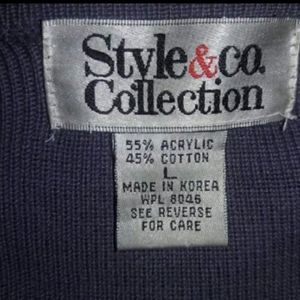 Style&co.
Collection
55% ACRYLIC
45% COTTON
L
MADE IN KOREA
WPL 8046
SEE REVERSE
FOR CARE